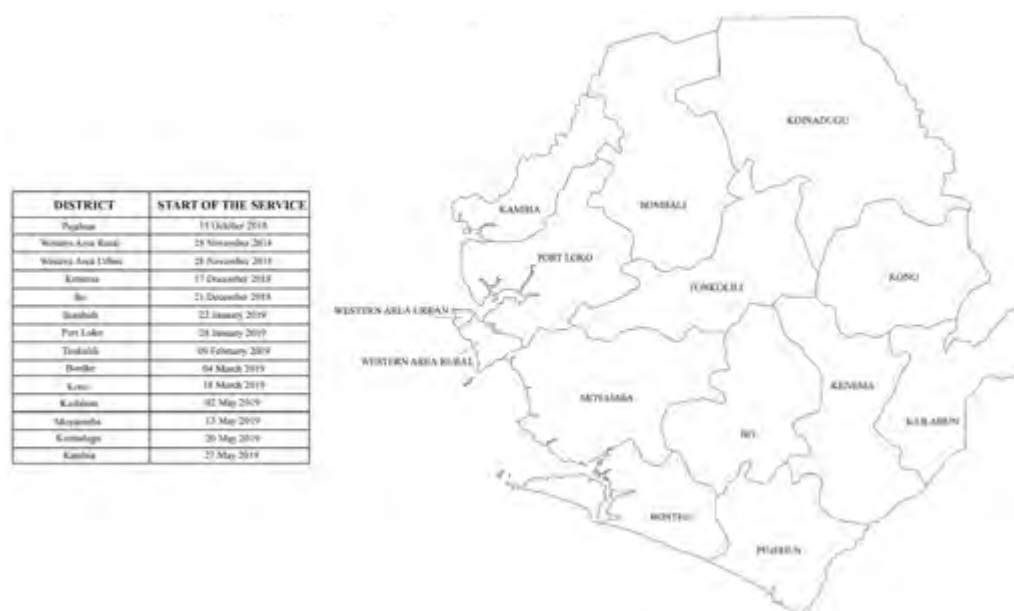 DISTRICT START OF THE SERVICE
Pujehun October 2018
Western Area Rural 28 November 2018
Western Area Urban 28 November 2018
Kenema 17 December 2018
Bo 21 December 2018
Bombali 22 January 2019
Port Loko 28 January 2019
Tonkolili 09 February 2019
Bonthe 04 March 2019
Kono 18 March 2019
Kailahun 02 May 2019
Moyamba 13 May 2019
Koinadugu 20 May 2019
Kambia 27 May 2019
KOINADUGU
KAMBIA
BOMBALI
PORT LOKO
TONKOLILI
KONO
WESTERN AREA URBAN
WESTERN AREA RURAL
MOYAMBA
KENEMA
KAILAHUN
BO
BONTHE
PUJEHUN